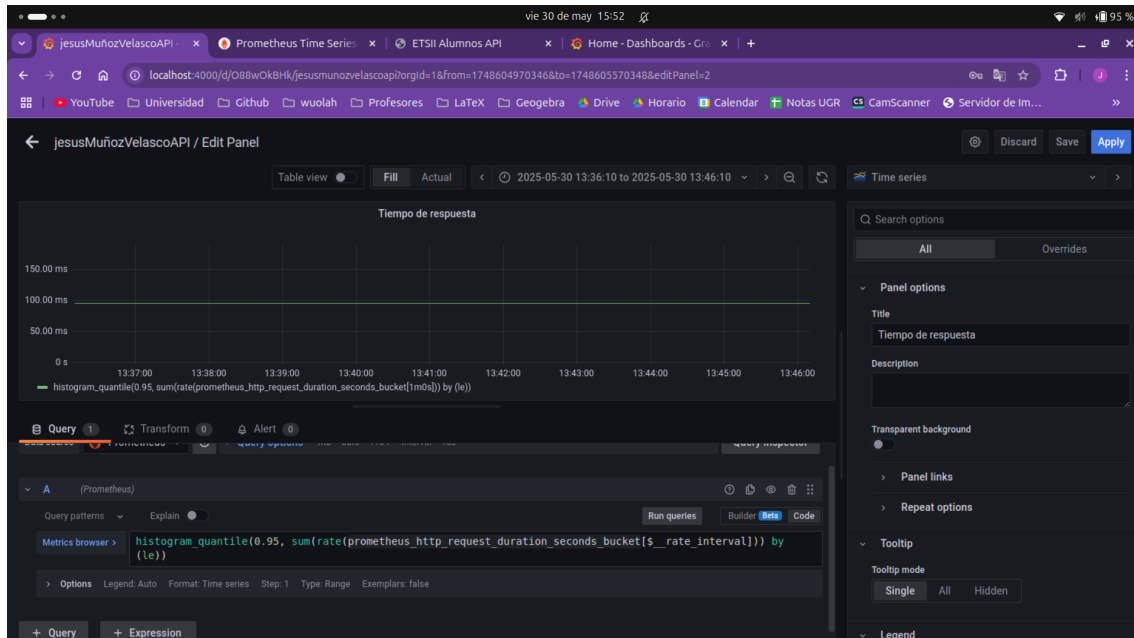 vie 30 de may 15:52
95 %
jesusMuñozVelascoAPI -
Prometheus Time Series
ETSII Alumnos API
Home - Dashboards - Gra
localhost:4000/d/O88wOkBHk/jesusmunozvelascoapi?orgId=1&from=1748604970346&to=1748605570348&editPanel=2
J
YouTube Universidad Github wuolah Profesores LaTeX Geogebra Drive Horario Calendar Notas UGR CamScanner Servidor de Im...
jesusMuñozVelascoAPI / Edit Panel
Discard Save Apply
Table view Fill Actual 2025-05-30 13:36:10 to 2025-05-30 13:46:10
Time series
Tiempo de respuesta
150.00 ms
100.00 ms
50.00 ms
0 s
13:37:00 13:38:00 13:39:00 13:40:00 13:41:00 13:42:00 13:43:00 13:44:00 13:45:00 13:46:00
histogram_quantile(0.95, sum(rate(prometheus_http_request_duration_seconds_bucket[1m0s])) by (le))
Query 1 Transform 0 Alert 0
Query options
Query inspector
A (Prometheus)
Query patterns Explain
Run queries Builder Beta Code
Metrics browser >
histogram_quantile(0.95, sum(rate(prometheus_http_request_duration_seconds_bucket[$__rate_interval])) by
(le))
Options Legend: Auto Format: Time series Step: 1 Type: Range Exemplars: false
+ Query + Expression
Search options
All Overrides
Panel options
Title
Tiempo de respuesta
Description
Transparent background
Panel links
Repeat options
Tooltip
Tooltip mode
Single All Hidden
Legend